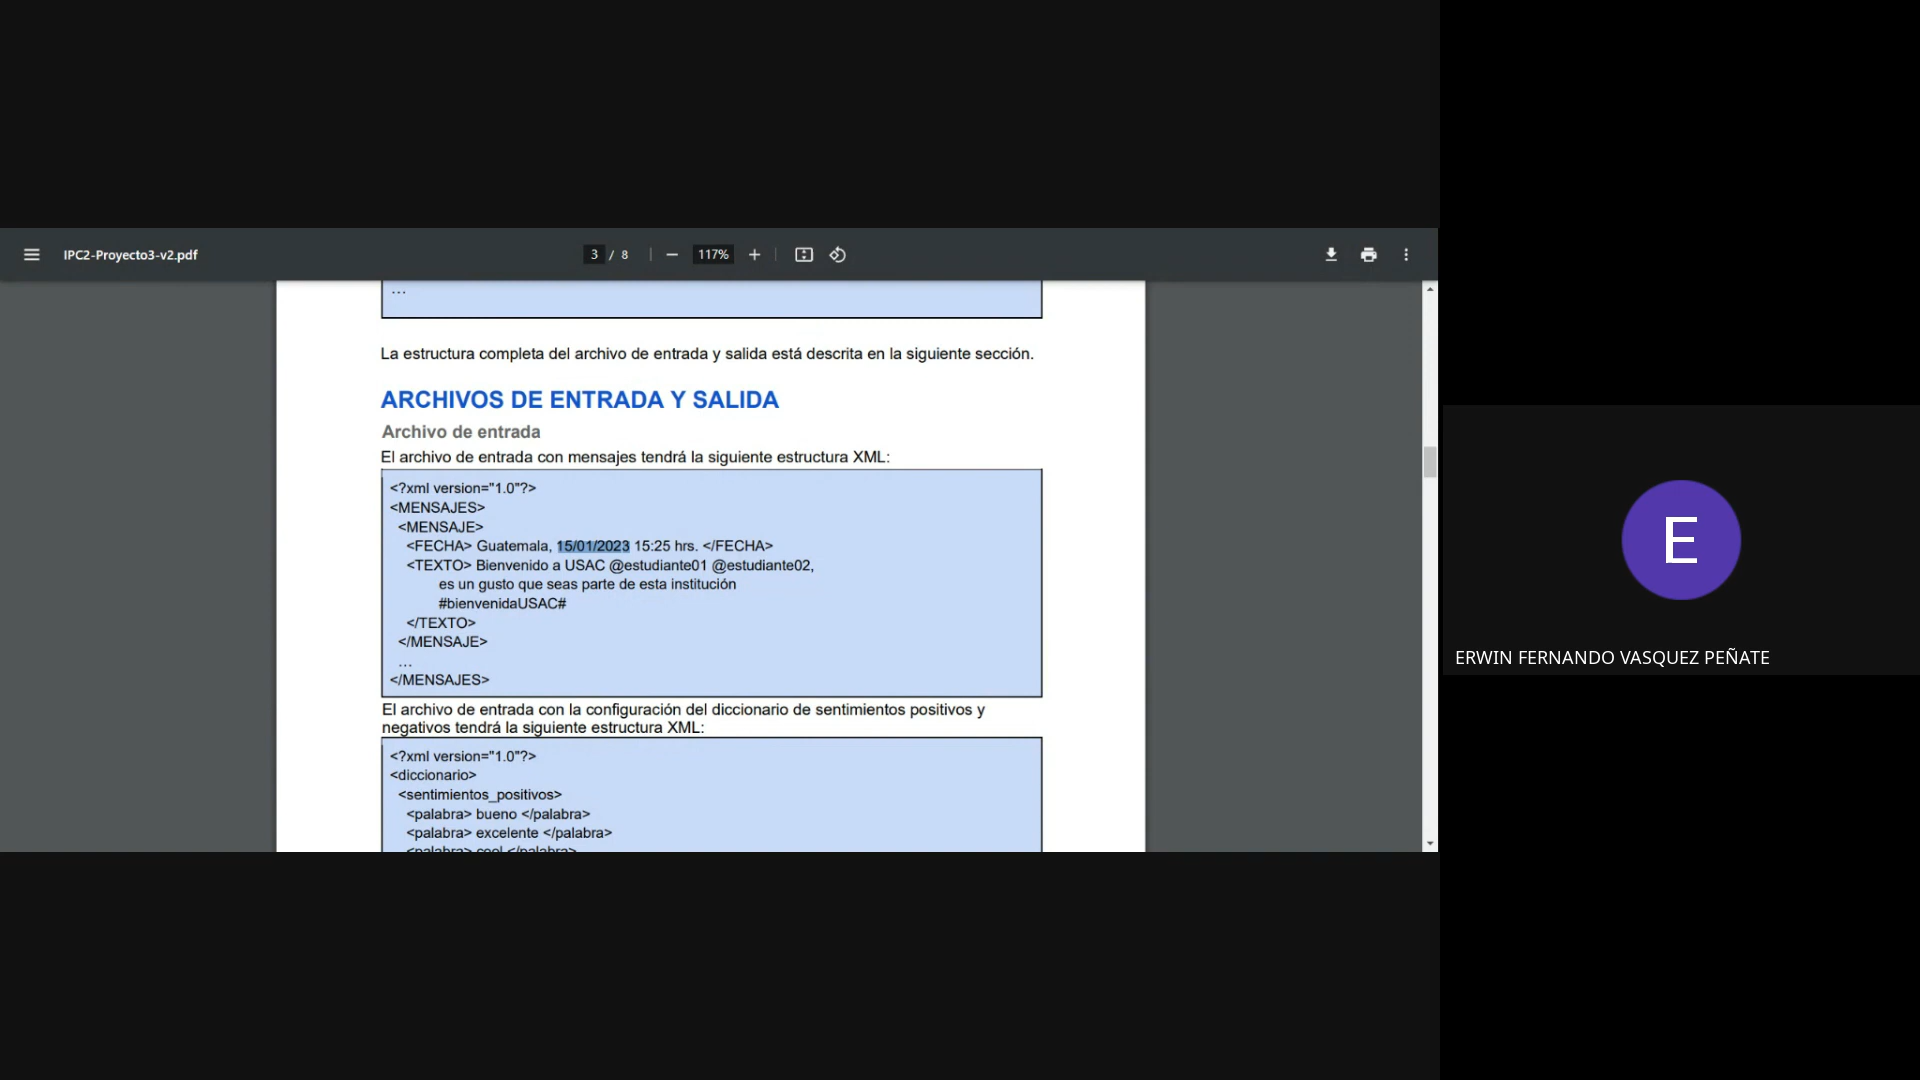 IPC2-Proyecto3-v2.pdf
3 / 8
117%
...
La estructura completa del archivo de entrada y salida está descrita en la siguiente sección.
ARCHIVOS DE ENTRADA Y SALIDA
Archivo de entrada
El archivo de entrada con mensajes tendrá la siguiente estructura XML:
<?xml version="1.0"?>
<MENSAJES>
<MENSAJE>
<FECHA> Guatemala, 15/01/2023 15:25 hrs. </FECHA>
<TEXTO> Bienvenido a USAC @estudiante01 @estudiante02,
es un gusto que seas parte de esta institución
#bienvenidaUSAC#
</TEXTO>
</MENSAJE>
...
</MENSAJES>
El archivo de entrada con la configuración del diccionario de sentimientos positivos y
negativos tendrá la siguiente estructura XML:
<?xml version="1.0"?>
<diccionario>
<sentimientos_positivos>
<palabra> bueno </palabra>
<palabra> excelente </palabra>
<palabra> cool </palabra>
E
ERWIN FERNANDO VASQUEZ PEÑATE